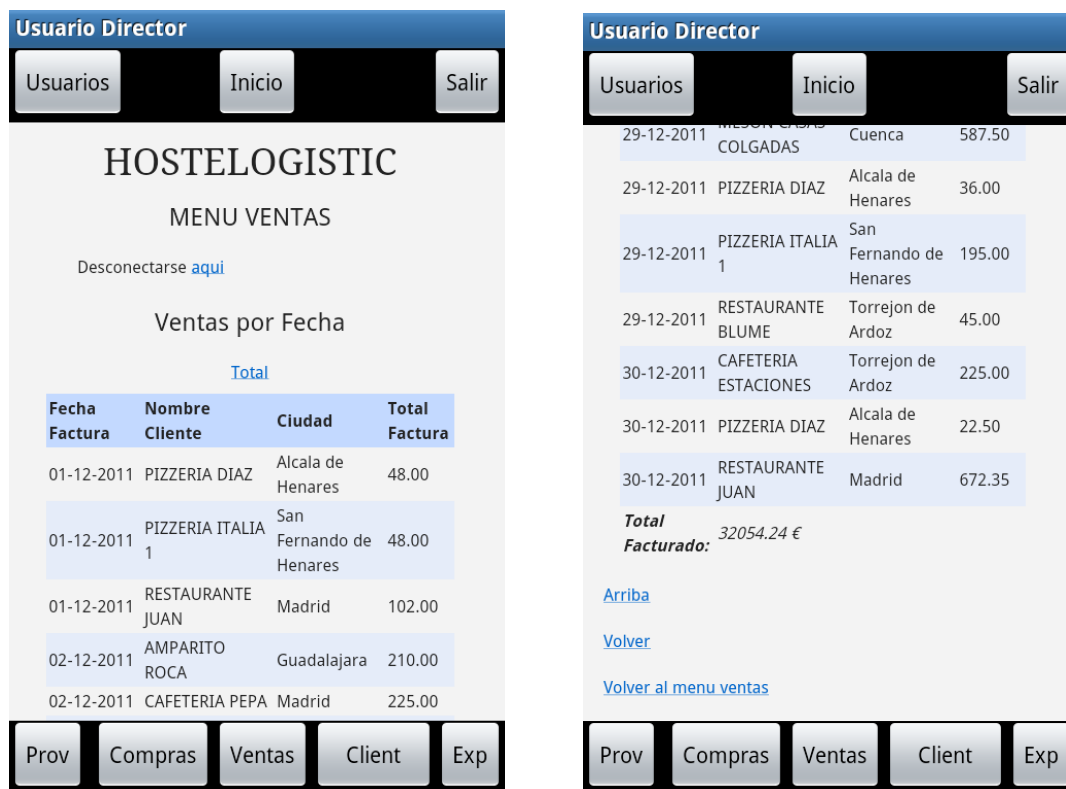 Usuario Director
Usuarios Inicio Salir
HOSTELOGISTIC
MENU VENTAS
Desconectarse aqui
Ventas por Fecha
Total
Fecha Factura Nombre Cliente Ciudad Total Factura
01-12-2011 PIZZERIA DIAZ Alcala de Henares 48.00
01-12-2011 PIZZERIA ITALIA 1 San Fernando de Henares 48.00
01-12-2011 RESTAURANTE JUAN Madrid 102.00
02-12-2011 AMPARITO ROCA Guadalajara 210.00
02-12-2011 CAFETERIA PEPA Madrid 225.00
Prov Compras Ventas Client Exp
Usuario Director
Usuarios Inicio Salir
29-12-2011 MESON CASAS COLGADAS Cuenca 587.50
29-12-2011 PIZZERIA DIAZ Alcala de Henares 36.00
29-12-2011 PIZZERIA ITALIA 1 San Fernando de Henares 195.00
29-12-2011 RESTAURANTE BLUME Torrejon de Ardoz 45.00
30-12-2011 CAFETERIA ESTACIONES Torrejon de Ardoz 225.00
30-12-2011 PIZZERIA DIAZ Alcala de Henares 22.50
30-12-2011 RESTAURANTE JUAN Madrid 672.35
Total Facturado: 32054.24 €
Arriba
Volver
Volver al menu ventas
Prov Compras Ventas Client Exp